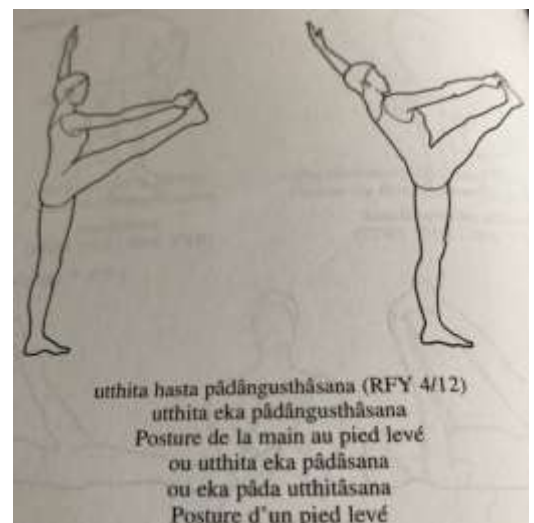 utthita hasta pâdângusthâsana (RFY 4/12)
utthita eka pâdângusthâsana
Posture de la main au pied levé
ou utthita eka pâdâsana
ou eka pâda utthitâsana
Posture d'un pied levé